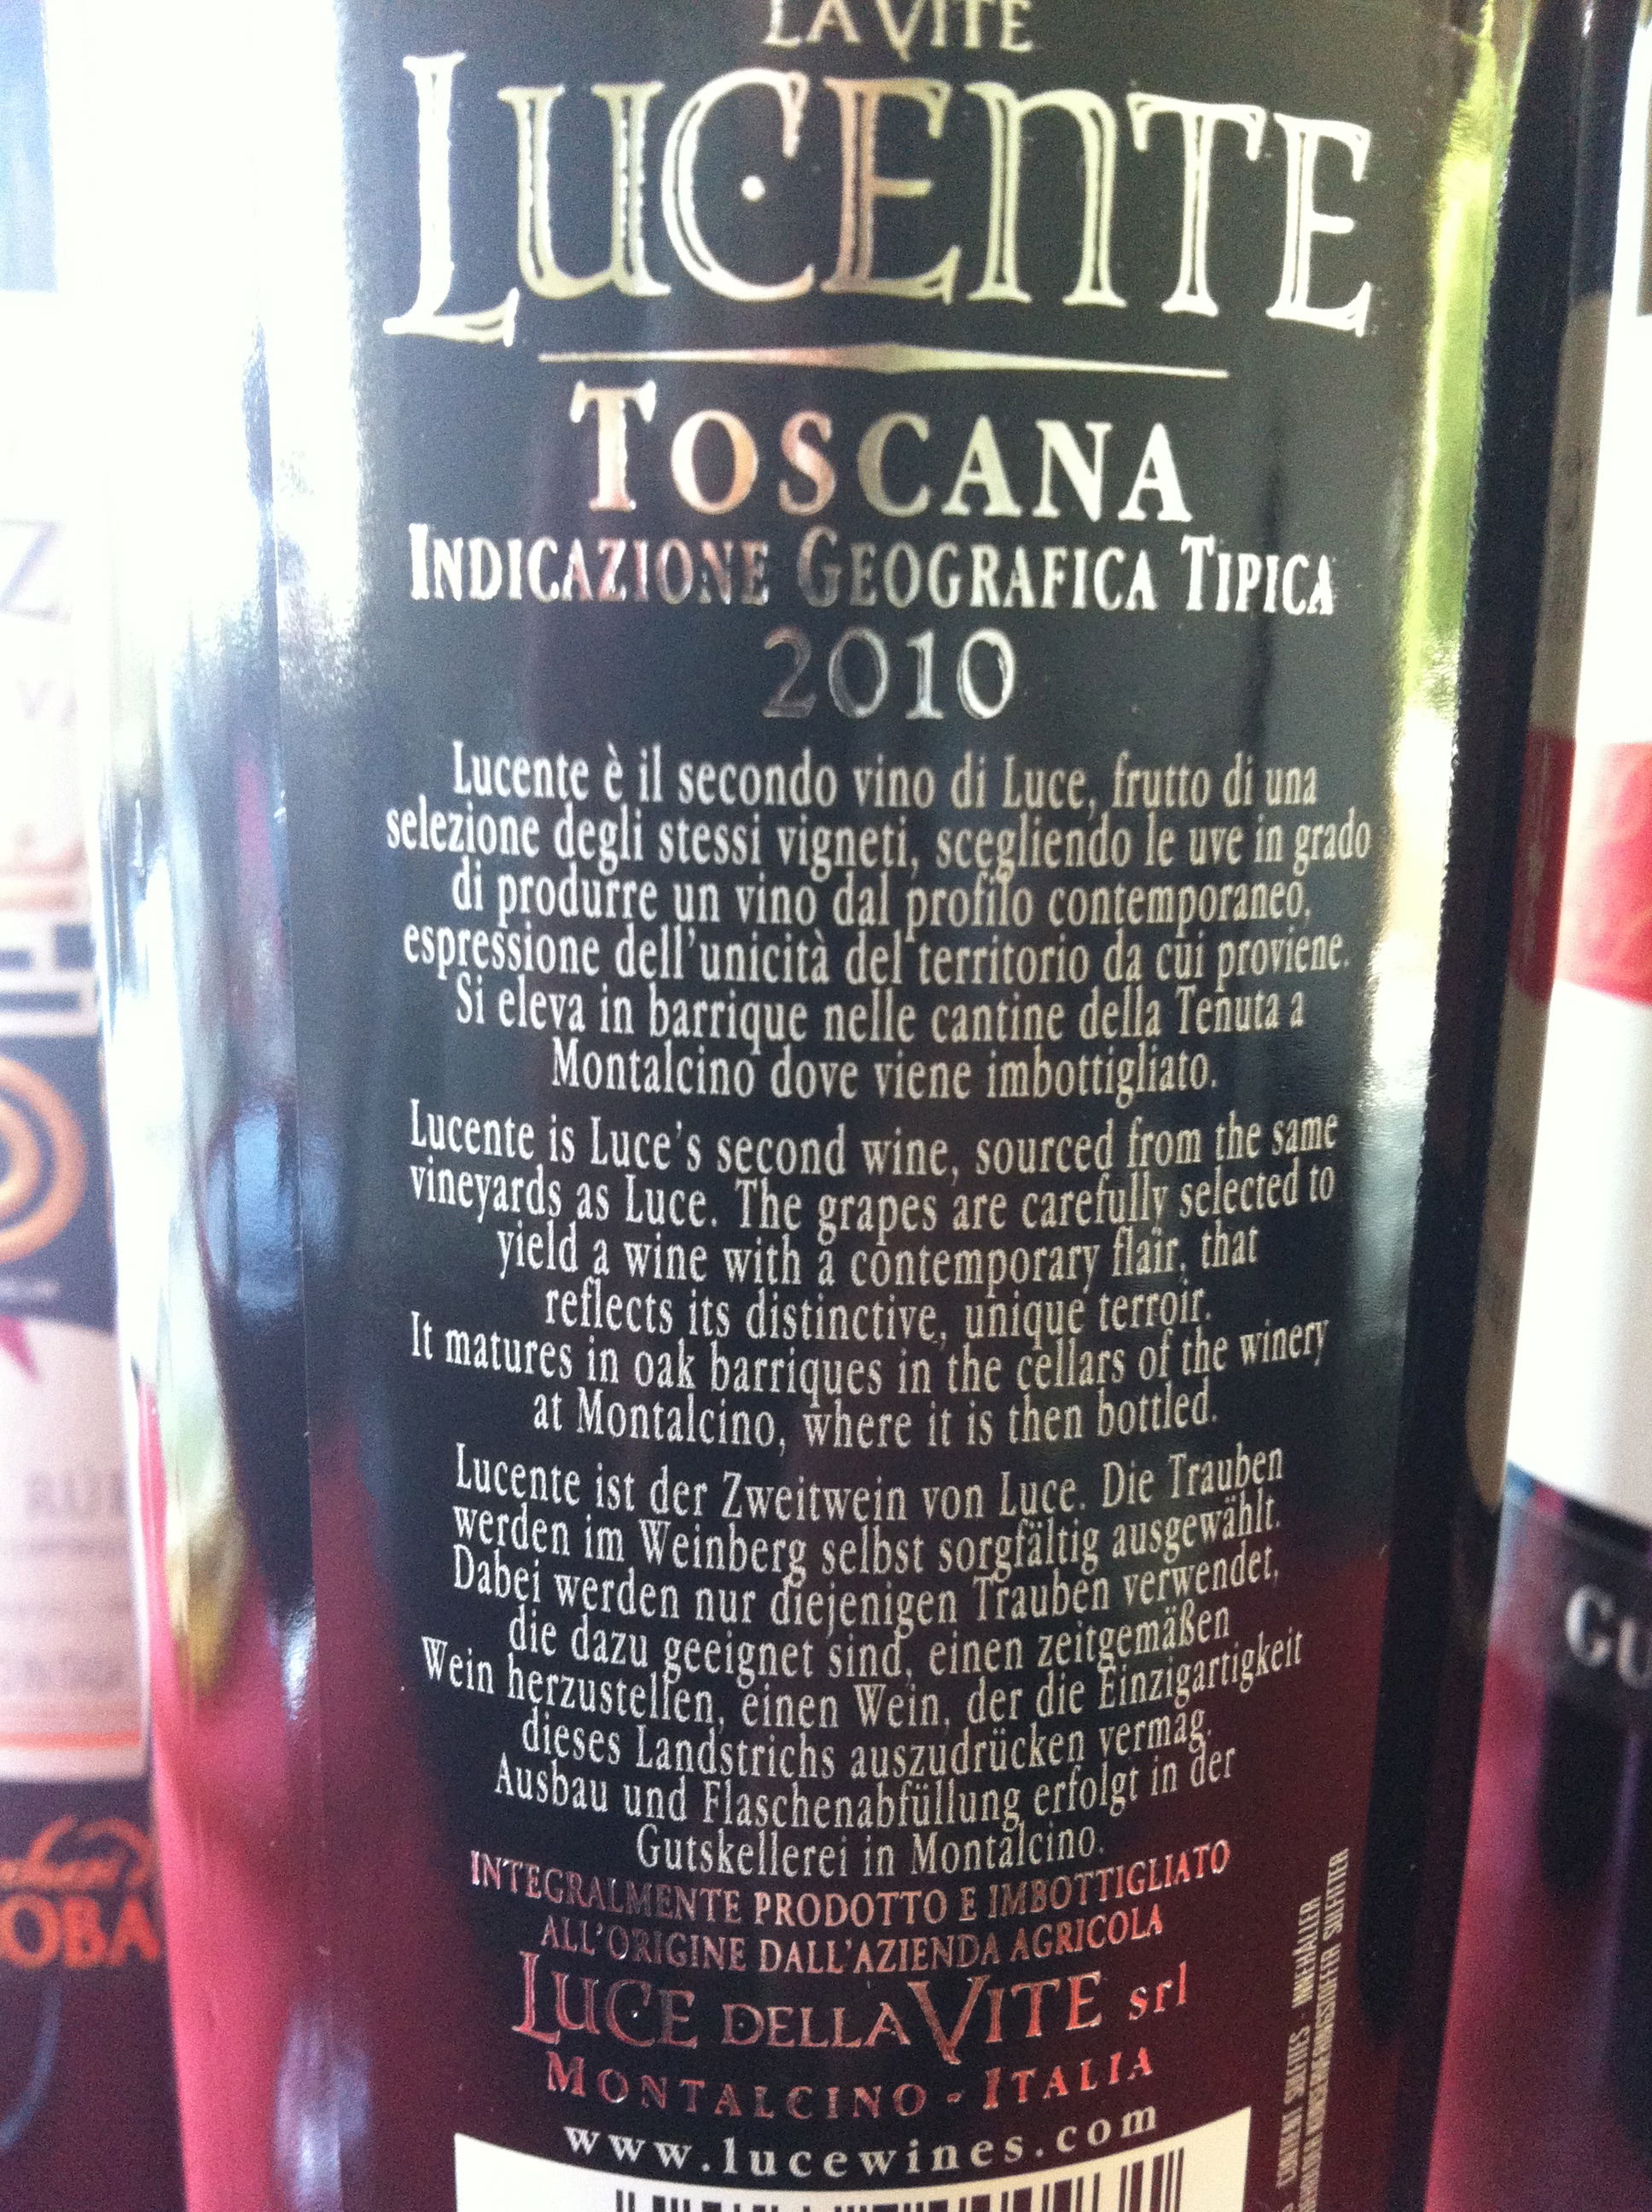 LA VITE
LUCENTE
TOSCANA
INDICAZIONE GEOGRAFICA TIPICA
2010
Lucente è il secondo vino di Luce, frutto di una
selezione degli stessi vigneti, scegliendo le uve in grado
di produrre un vino dal profilo contemporaneo,
espressione dell'unicità del territorio da cui proviene.
Si eleva in barrique nelle cantine della Tenuta a
Montalcino dove viene imbottigliato.
Lucente is Luce's second wine, sourced from the same
vineyards as Luce. The grapes are carefully selected to
yield a wine with a contemporary flair, that
reflects its distinctive, unique terroir.
It matures in oak barriques in the cellars of the winery
at Montalcino, where it is then bottled.
Lucente ist der Zweitwein von Luce. Die Trauben
werden im Weinberg selbst sorgfältig ausgewählt.
Dabei werden nur diejenigen Trauben verwendet,
die dazu geeignet sind, einen zeitgemäßen
Wein herzustellen, einen Wein, der die Einzigartigkeit
dieses Landstrichs auszudrücken vermag.
Ausbau und Flaschenabfüllung erfolgt in der
Gutskellerei in Montalcino.
INTEGRALMENTE PRODOTTO E IMBOTTIGLIATO
ALL'ORIGINE DALL'AZIENDA AGRICOLA
LUCE DELLA VITE srl
MONTALCINO - ITALIA
www.lucewines.com
SULFITES
SULFITER
Z
RÜ
OBA
GU